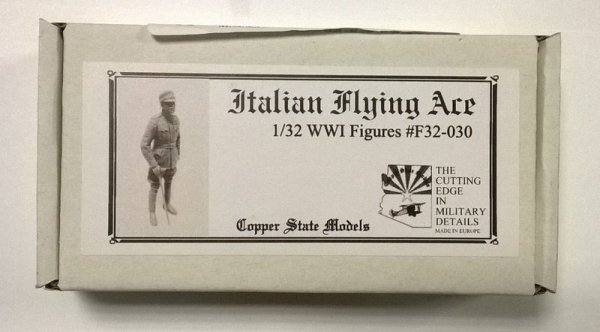 Italian Flying Ace
1/32 WWI Figures #F32-030
THE
CUTTING
EDGE
IN
MILITARY
DETAILS
MADE IN EUROPE
Copper State Models